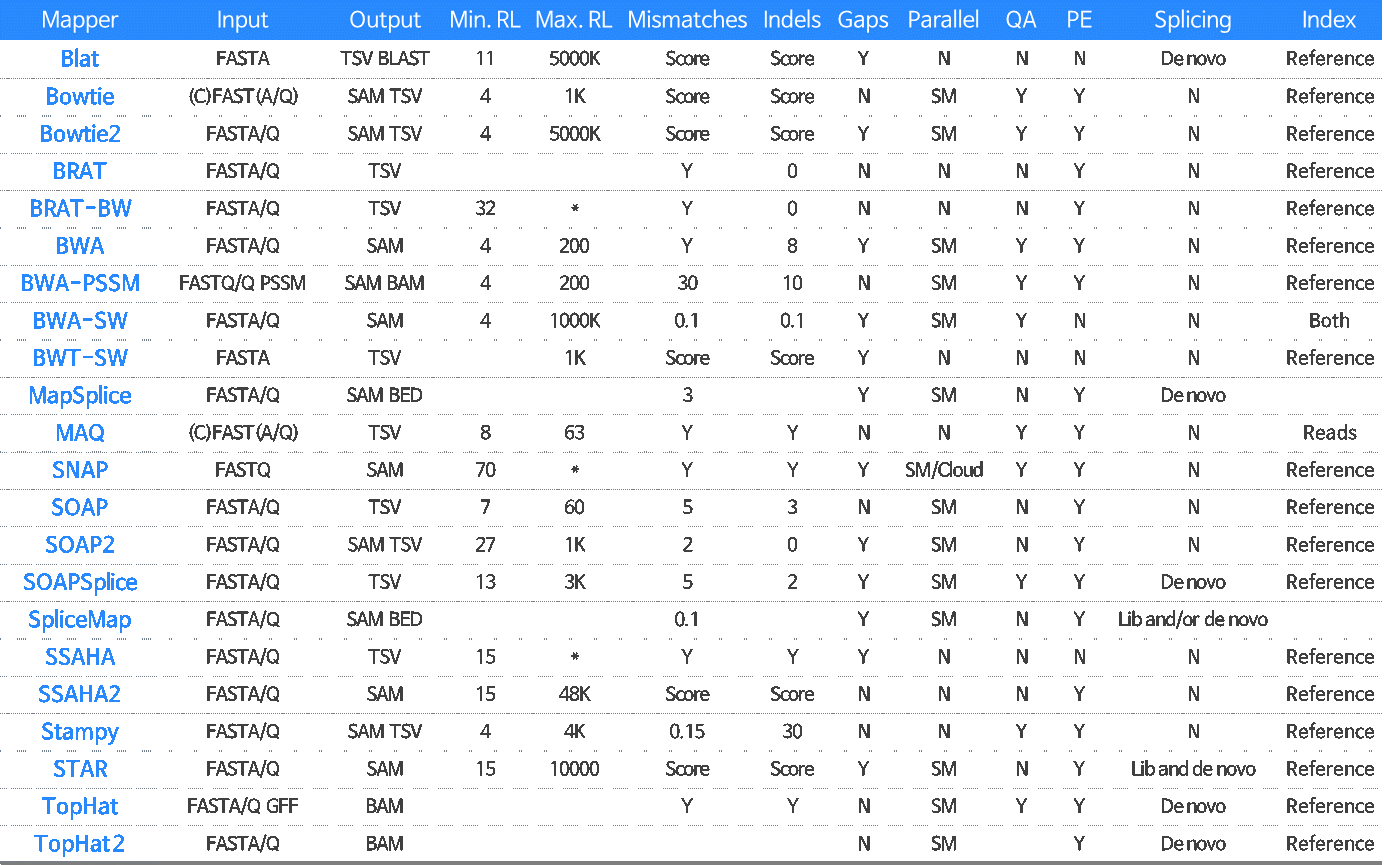 Mapper Input Output Min. RL Max. RL Mismatches Indels Gaps Parallel QA PE Splicing Index
Blat FASTA TSV BLAST 11 5000K Score Score Y N N N De novo Reference
Bowtie (C)FAST(A/Q) SAM TSV 4 1K Score Score N SM Y Y N Reference
Bowtie2 FASTA/Q SAM TSV 4 5000K Score Score Y SM Y Y N Reference
BRAT FASTA/Q TSV Y 0 N N N Y N Reference
BRAT-BW FASTA/Q TSV 32 * Y 0 N N N Y N Reference
BWA FASTA/Q SAM 4 200 Y 8 Y SM Y Y N Reference
BWA-PSSM FASTQ/Q PSSM SAM BAM 4 200 30 10 N SM Y Y N Reference
BWA-SW FASTA/Q SAM 4 1000K 0.1 0.1 Y SM Y N N Both
BWT-SW FASTA TSV 1K Score Score Y N N N N Reference
MapSplice FASTA/Q SAM BED 3 Y SM N Y De novo
MAQ (C)FAST(A/Q) TSV 8 63 Y Y N N Y Y N Reads
SNAP FASTQ SAM 70 * Y Y Y SM/Cloud Y Y N Reference
SOAP FASTA/Q TSV 7 60 5 3 N SM N Y N Reference
SOAP2 FASTA/Q SAM TSV 27 1K 2 0 Y SM N Y N Reference
SOAPSplice FASTA/Q TSV 13 3K 5 2 Y SM Y Y De novo Reference
SpliceMap FASTA/Q SAM BED 0.1 Y SM N Y Lib and/or de novo
SSAHA FASTA/Q TSV 15 * Y Y Y N N N N Reference
SSAHA2 FASTA/Q SAM 15 48K Score Score N N N Y N Reference
Stampy FASTA/Q SAM TSV 4 4K 0.15 30 N N Y Y N Reference
STAR FASTA/Q SAM 15 10000 Score Score Y SM N Y Lib and de novo Reference
TopHat FASTA/Q GFF BAM Y Y N SM Y Y De novo Reference
TopHat2 FASTA/Q BAM N SM Y De novo Reference